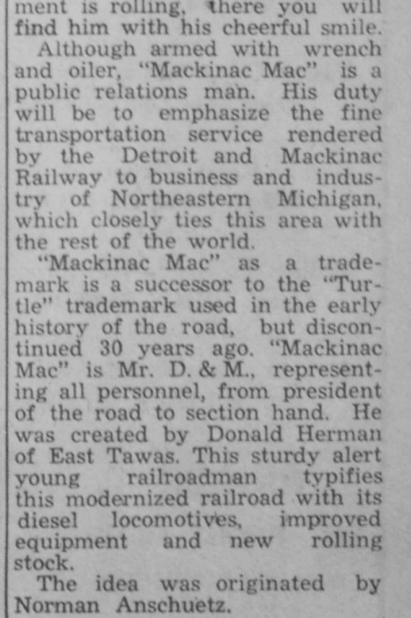 ment is rolling, there you will
find him with his cheerful smile.
Although armed with wrench
and oiler, "Mackinac Mac" is a
public relations man. His duty
will be to emphasize the fine
transportation service rendered
by the Detroit and Mackinac
Railway to business and indus-
try of Northeastern Michigan,
which closely ties this area with
the rest of the world.
"Mackinac Mac" as a trade-
mark is a successor to the "Tur-
tle" trademark used in the early
history of the road, but discon-
tinued 30 years ago. "Mackinac
Mac" is Mr. D. & M., represent-
ing all personnel, from president
of the road to section hand. He
was created by Donald Herman
of East Tawas. This sturdy alert
young railroadman typifies
this modernized railroad with its
diesel locomotives, improved
equipment and new rolling
stock.
The idea was originated by
Norman Anschuetz.